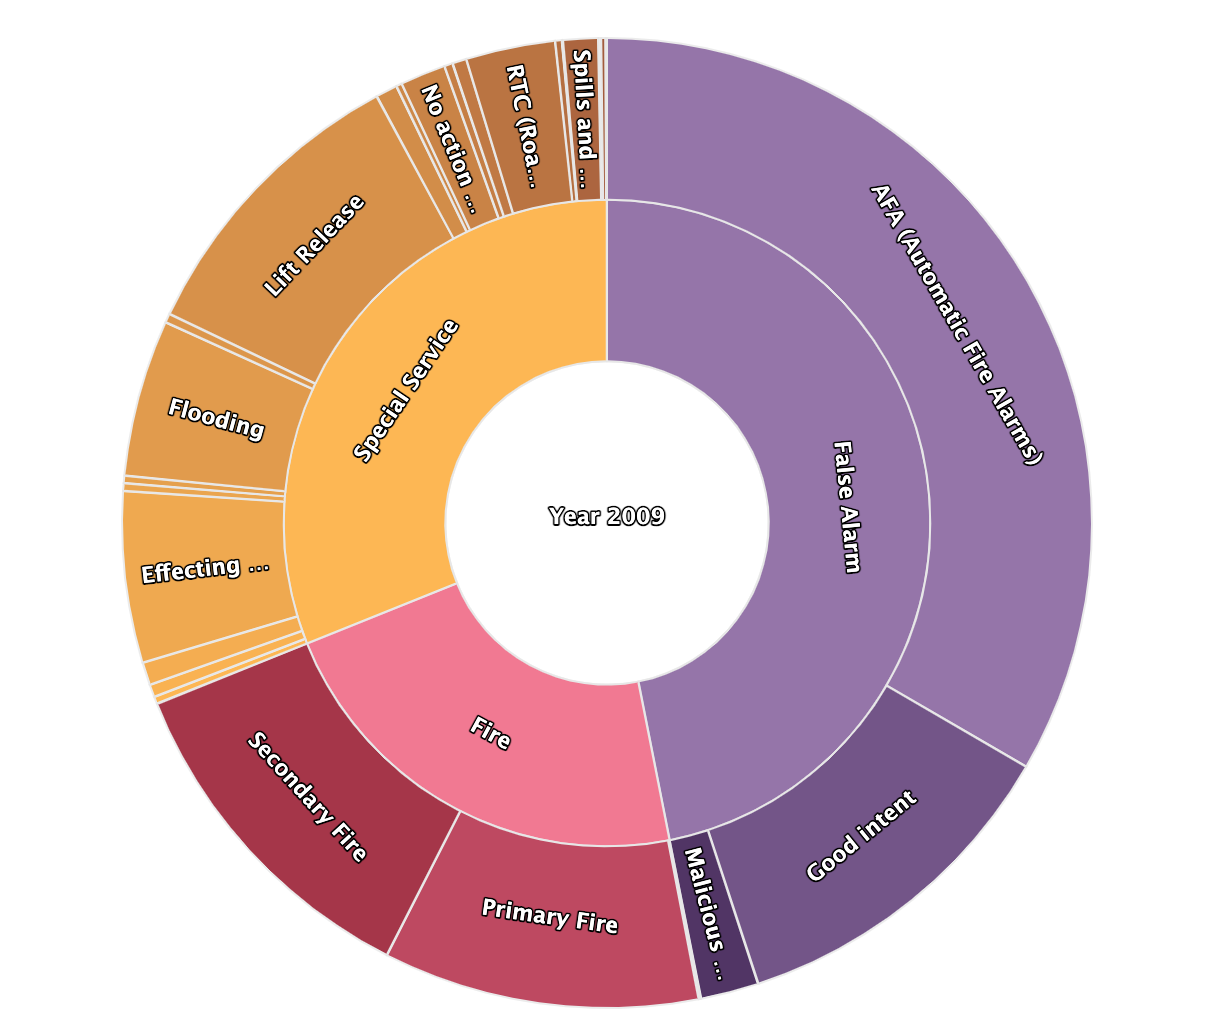 Year 2009
False Alarm
Fire
Special Service
AFA (Automatic Fire Alarms)
Good intent
Malicious ...
Primary Fire
Secondary Fire
Effecting ...
Flooding
Lift Release
No action ...
RTC (Roa...
Spills and ...